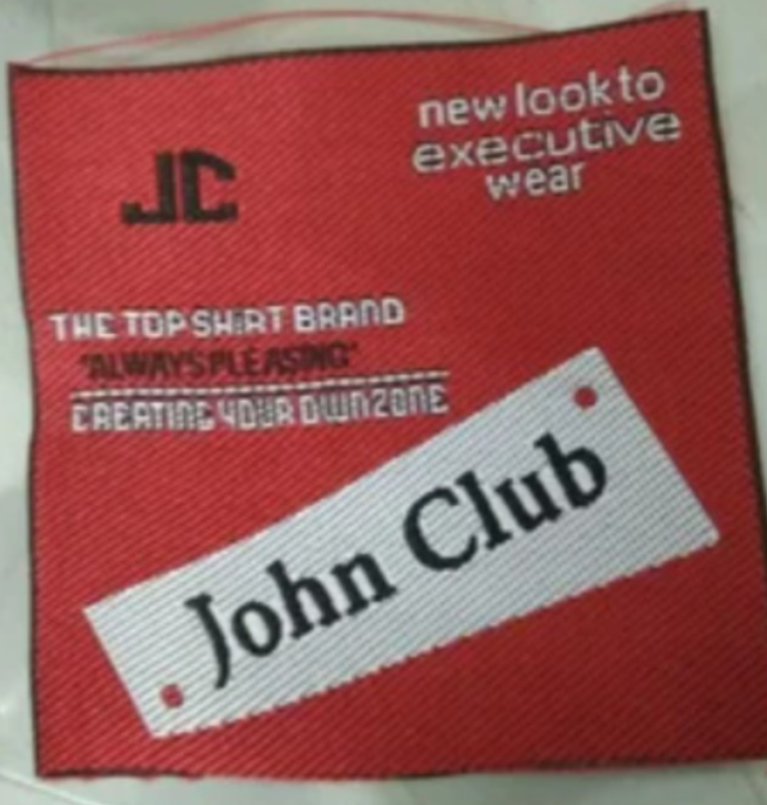 new look to
executive
wear
JC
THE TOP SHiRT BRAND
"ALWAYS PLEASING"
CREATING YOUR OWN ZONE
John Club